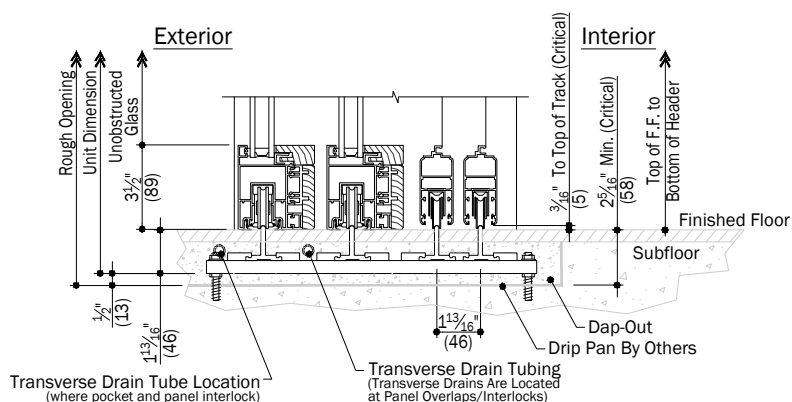 Exterior
Interior
Rough Opening
Unit Dimension
Unobstructed
Glass
3 1/2"
(89)
3/16" To Top of Track (Critical)
(5)
2 5/16" Min. (Critical)
(58)
Top of F.F. to
Bottom of Header
Finished Floor
Subfloor
1/2"
(13)
1 13/16"
(46)
1 13/16"
(46)
Dap-Out
Drip Pan By Others
Transverse Drain Tube Location
(where pocket and panel interlock)
Transverse Drain Tubing
(Transverse Drains Are Located
at Panel Overlaps/Interlocks)